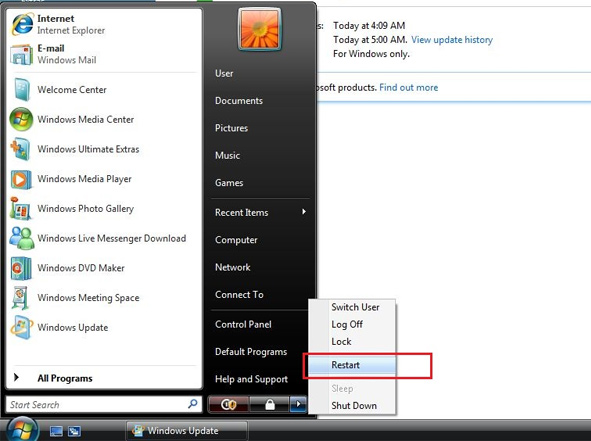 Internet
Internet Explorer
E-mail
Windows Mail
Welcome Center
Windows Media Center
Windows Ultimate Extras
Windows Media Player
Windows Photo Gallery
Windows Live Messenger Download
Windows DVD Maker
Windows Meeting Space
Windows Update
All Programs
Start Search
User
Documents
Pictures
Music
Games
Recent Items
Computer
Network
Connect To
Control Panel
Default Programs
Help and Support
Switch User
Log Off
Lock
Restart
Sleep
Shut Down
Today at 4:09 AM
Today at 5:00 AM. View update history
For Windows only.
products. Find out more
Windows Update